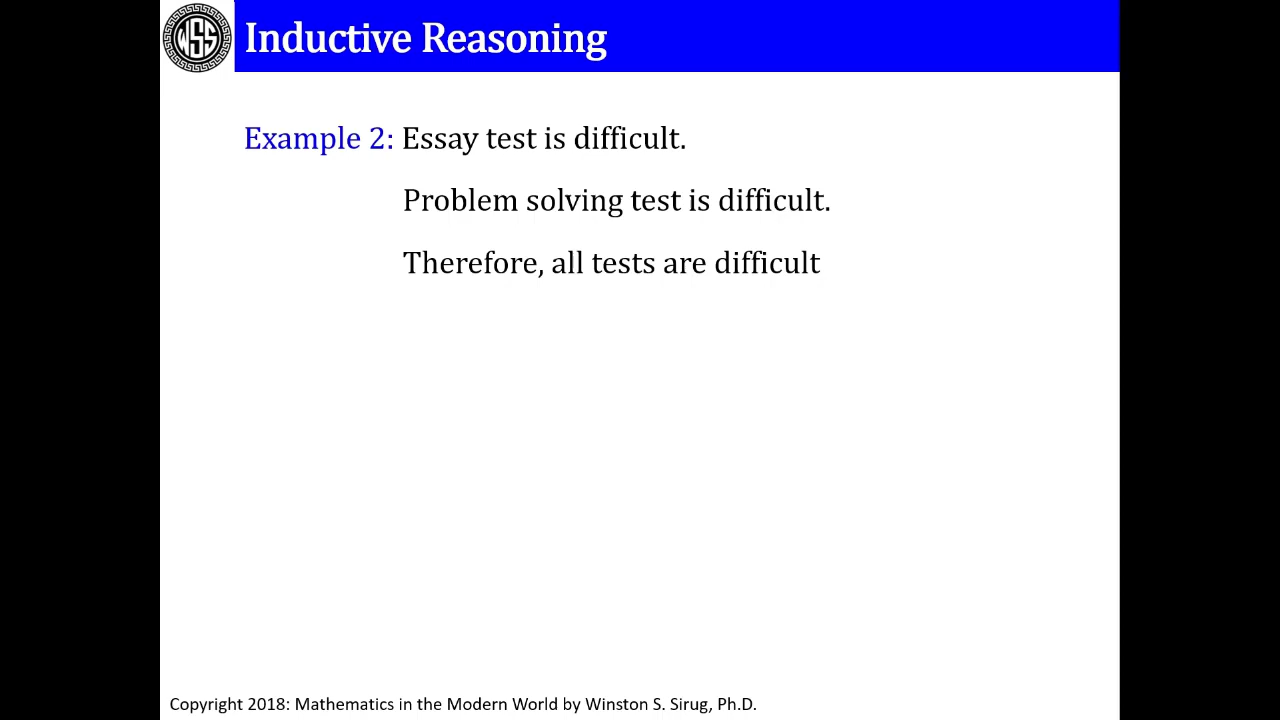 WSS
Inductive Reasoning
Example 2: Essay test is difficult.
Problem solving test is difficult.
Therefore, all tests are difficult
Copyright 2018: Mathematics in the Modern World by Winston S. Sirug, Ph.D.